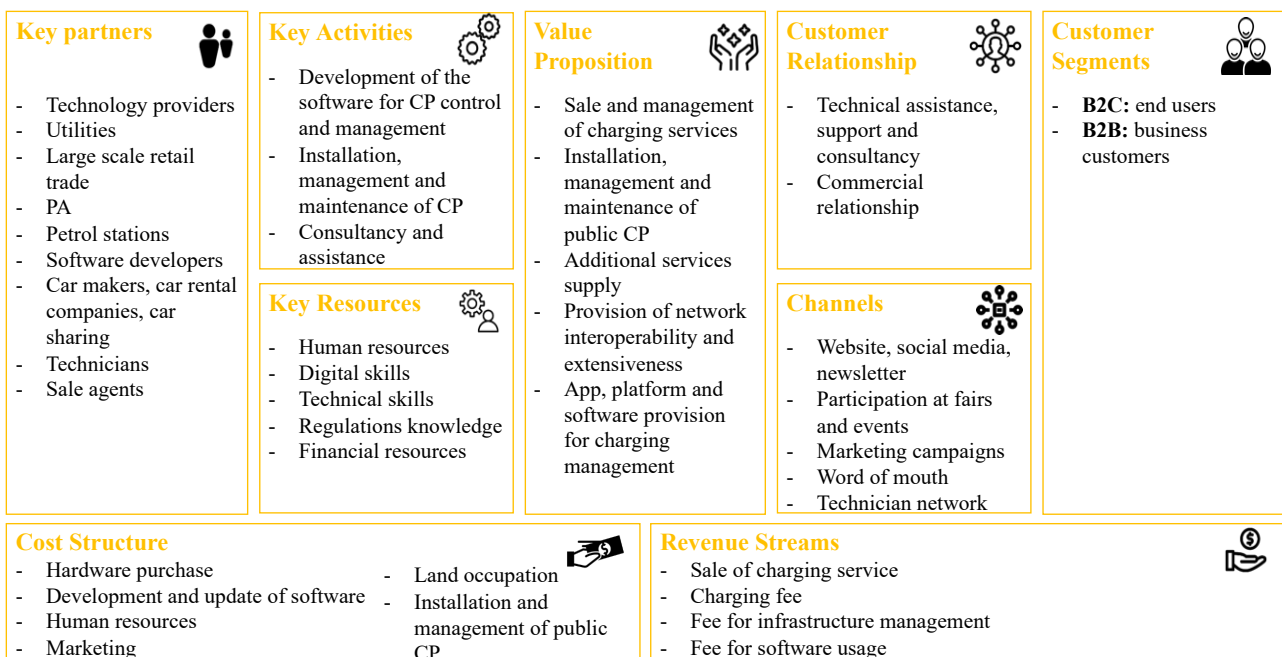 Key partners
- Technology providers
- Utilities
- Large scale retail
trade
- PA
- Petrol stations
- Software developers
- Car makers, car rental
companies, car
sharing
- Technicians
- Sale agents
Key Activities
- Development of the
software for CP control
and management
- Installation,
management and
maintenance of CP
- Consultancy and
assistance
Key Resources
- Human resources
- Digital skills
- Technical skills
- Regulations knowledge
- Financial resources
Value
Proposition
- Sale and management
of charging services
- Installation,
management and
maintenance of
public CP
- Additional services
supply
- Provision of network
interoperability and
extensiveness
- App, platform and
software provision
for charging
management
Customer
Relationship
- Technical assistance,
support and
consultancy
- Commercial
relationship
Channels
- Website, social media,
newsletter
- Participation at fairs
and events
- Marketing campaigns
- Word of mouth
- Technician network
Customer
Segments
- B2C: end users
- B2B: business
customers
Cost Structure
- Hardware purchase
- Development and update of software
- Human resources
- Marketing
- Land occupation
- Installation and
management of public
CP
Revenue Streams
- Sale of charging service
- Charging fee
- Fee for infrastructure management
- Fee for software usage